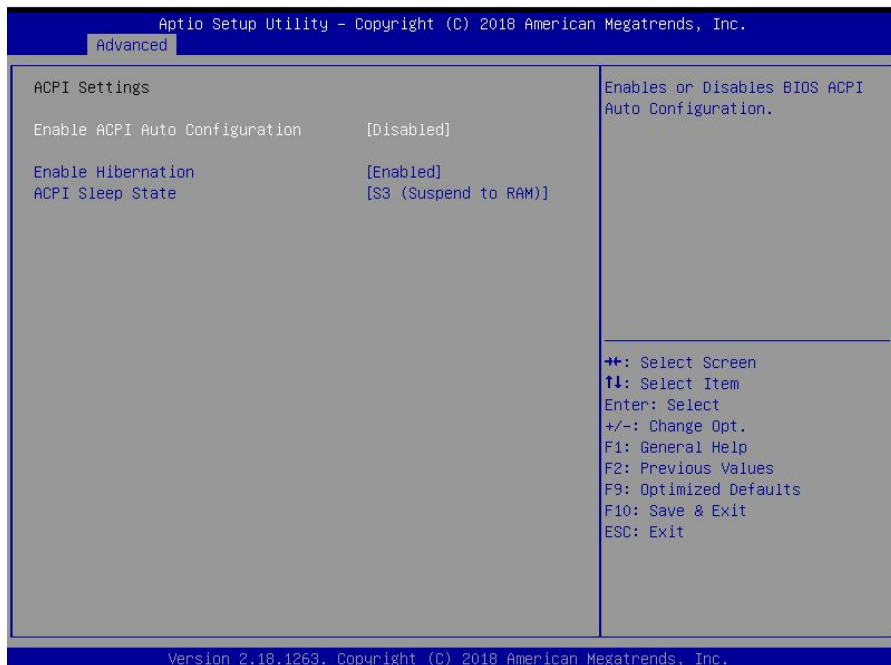 Aptio Setup Utility – Copyright (C) 2018 American Megatrends, Inc.
Advanced
ACPI Settings
Enable ACPI Auto Configuration [Disabled]
Enable Hibernation [Enabled]
ACPI Sleep State [S3 (Suspend to RAM)]
Enables or Disables BIOS ACPI
Auto Configuration.
→←: Select Screen
↑↓: Select Item
Enter: Select
+/-: Change Opt.
F1: General Help
F2: Previous Values
F9: Optimized Defaults
F10: Save & Exit
ESC: Exit
Version 2.18.1263. Copyright (C) 2018 American Megatrends, Inc.